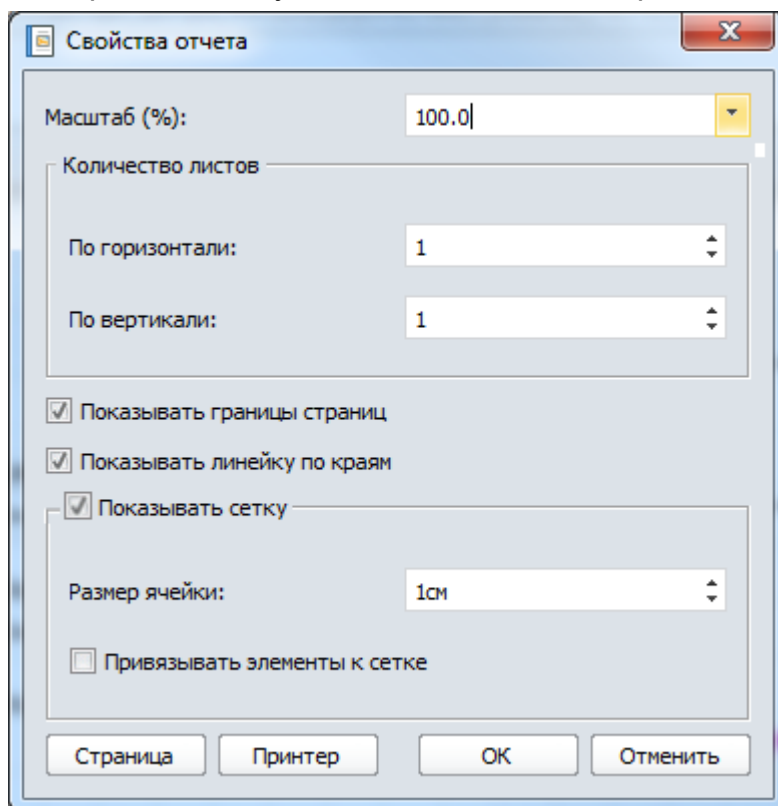 Свойства отчета
Масштаб (%): 100.0
Количество листов
По горизонтали: 1
По вертикали: 1
Показывать границы страниц
Показывать линейку по краям
Показывать сетку
Размер ячейки: 1см
Привязывать элементы к сетке
Страница Принтер ОК Отменить